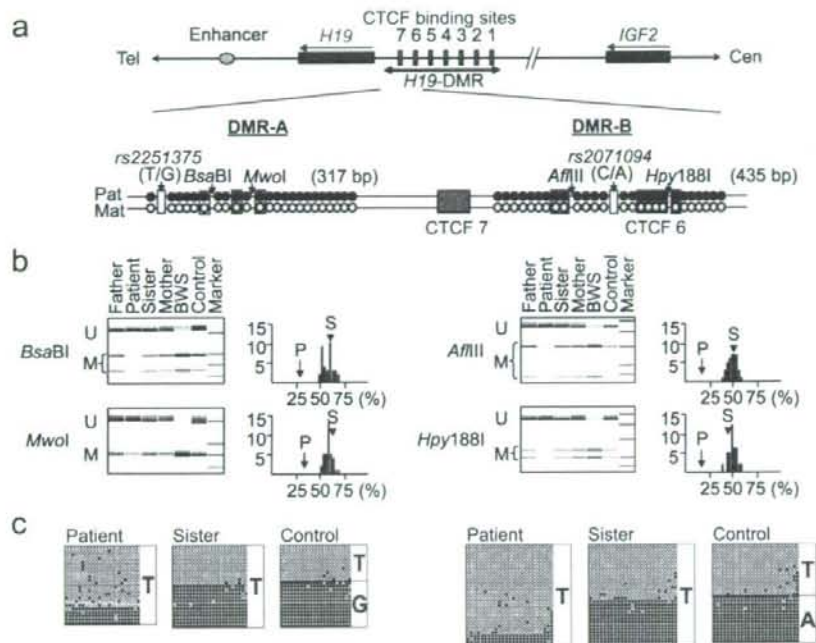 a
CTCF binding sites
Enhancer H19 7 6 5 4 3 2 1 IGF2
Tel Cen
H19-DMR
DMR-A DMR-B
rs2251375 rs2071094
(T/G) BsaBI MwoI (317 bp) AflIII (C/A) Hpy188I (435 bp)
Pat
Mat
CTCF 7 CTCF 6
b
Father Patient Sister Mother BWS Control Marker
BsaBI U M
15 10 5 P S
25 50 75 (%)
MwoI U M
15 10 5 P S
25 50 75 (%)
Father Patient Sister Mother BWS Control Marker
AflIII U M
15 10 5 P S
25 50 75 (%)
Hpy188I U M
15 10 5 P S
25 50 75 (%)
c
Patient Sister Control Patient Sister Control
T T T G T T T A